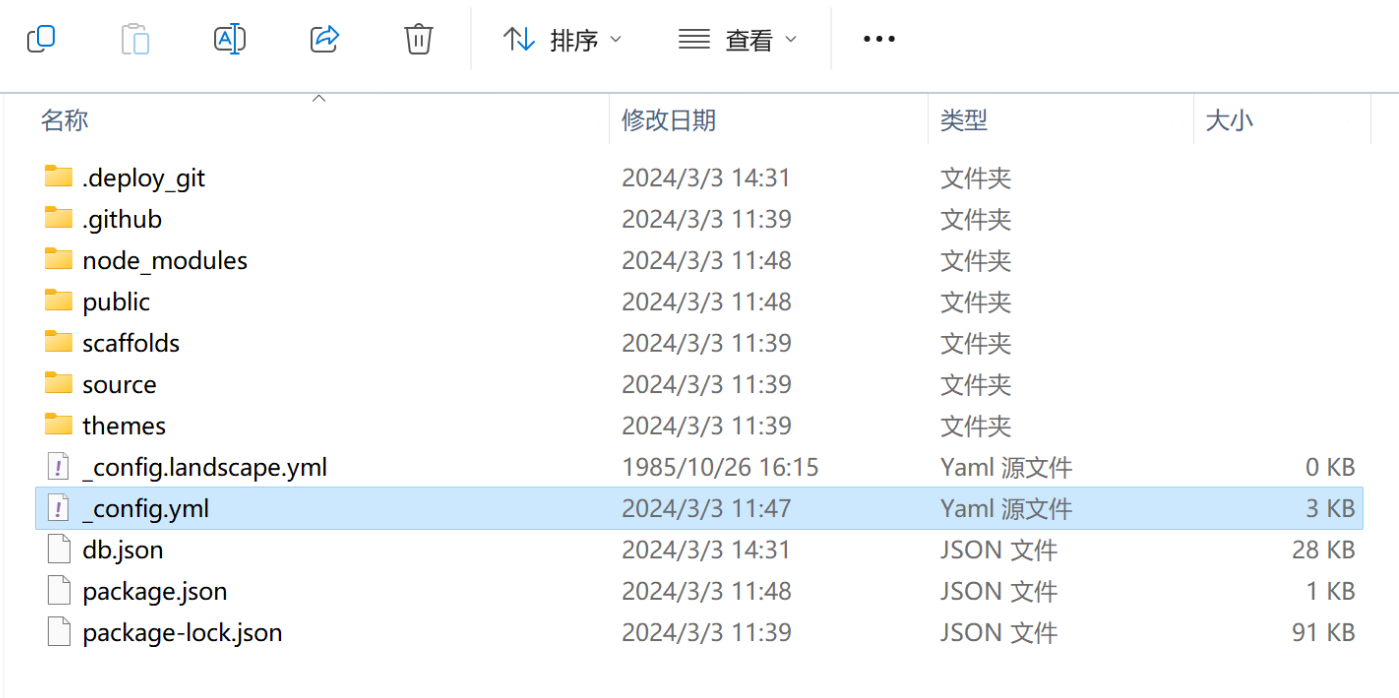 排序 查看
名称 修改日期 类型 大小
.deploy_git 2024/3/3 14:31 文件夹
.github 2024/3/3 11:39 文件夹
node_modules 2024/3/3 11:48 文件夹
public 2024/3/3 11:48 文件夹
scaffolds 2024/3/3 11:39 文件夹
source 2024/3/3 11:39 文件夹
themes 2024/3/3 11:39 文件夹
_config.landscape.yml 1985/10/26 16:15 Yaml 源文件 0 KB
_config.yml 2024/3/3 11:47 Yaml 源文件 3 KB
db.json 2024/3/3 14:31 JSON 文件 28 KB
package.json 2024/3/3 11:48 JSON 文件 1 KB
package-lock.json 2024/3/3 11:39 JSON 文件 91 KB